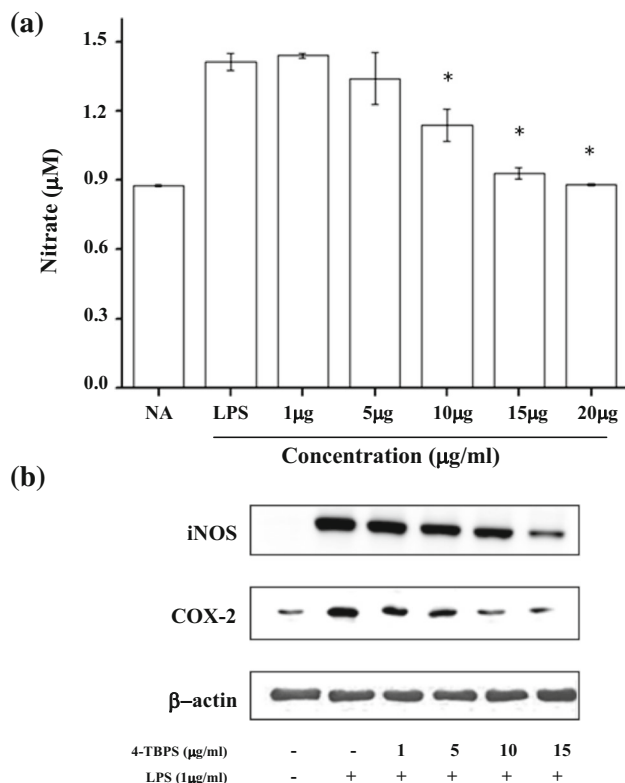 (a)
Nitrate (μM)
1.5
1.2
0.9
0.6
0.3
0.0
* * *
NA LPS 1μg 5μg 10μg 15μg 20μg
Concentration (μg/ml)
(b)
iNOS
COX-2
β–actin
4-TBPS (μg/ml) - - 1 5 10 15
LPS (1μg/ml) - + + + + +